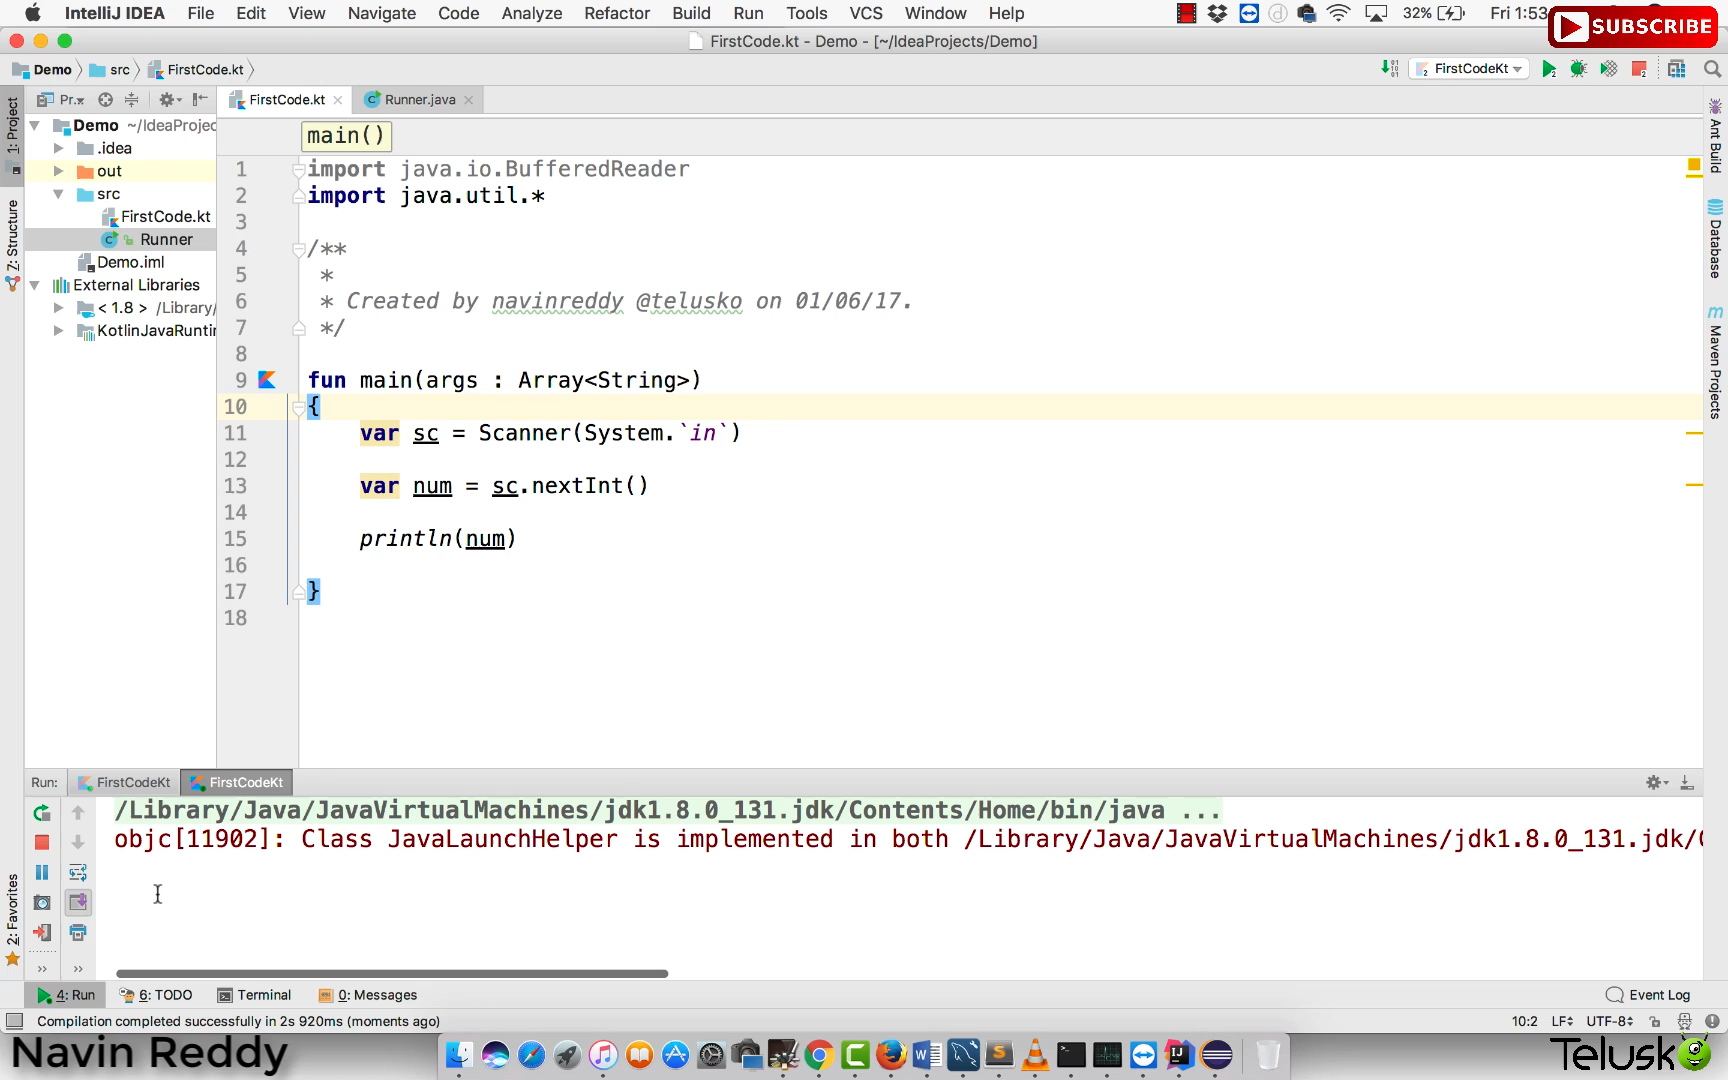 IntelliJ IDEA File Edit View Navigate Code Analyze Refactor Build Run Tools VCS Window Help 32% Fri 1:53
SUBSCRIBE
FirstCode.kt - Demo - [~/IdeaProjects/Demo]
Demo src FirstCode.kt FirstCodeKt
Pr. FirstCode.kt Runner.java
1: Project
Z: Structure
2: Favorites
Demo ~/IdeaProjec
.idea
out
src
FirstCode.kt
Runner
Demo.iml
External Libraries
< 1.8 > /Library/
KotlinJavaRunti
main()
1 import java.io.BufferedReader
2 import java.util.*
3
4 /**
5 *
6 * Created by navinreddy @telusko on 01/06/17.
7 */
8
9 fun main(args : Array<String>)
10 {
11 var sc = Scanner(System.`in`)
12
13 var num = sc.nextInt()
14
15 println(num)
16
17 }
18
Ant Build
Database
Maven Projects
Run: FirstCodeKt FirstCodeKt
/Library/Java/JavaVirtualMachines/jdk1.8.0_131.jdk/Contents/Home/bin/java ...
objc[11902]: Class JavaLaunchHelper is implemented in both /Library/Java/JavaVirtualMachines/jdk1.8.0_131.jdk/C
4: Run 6: TODO Terminal 0: Messages Event Log
Compilation completed successfully in 2s 920ms (moments ago) 10:2 LF UTF-8
Navin Reddy
Telusko